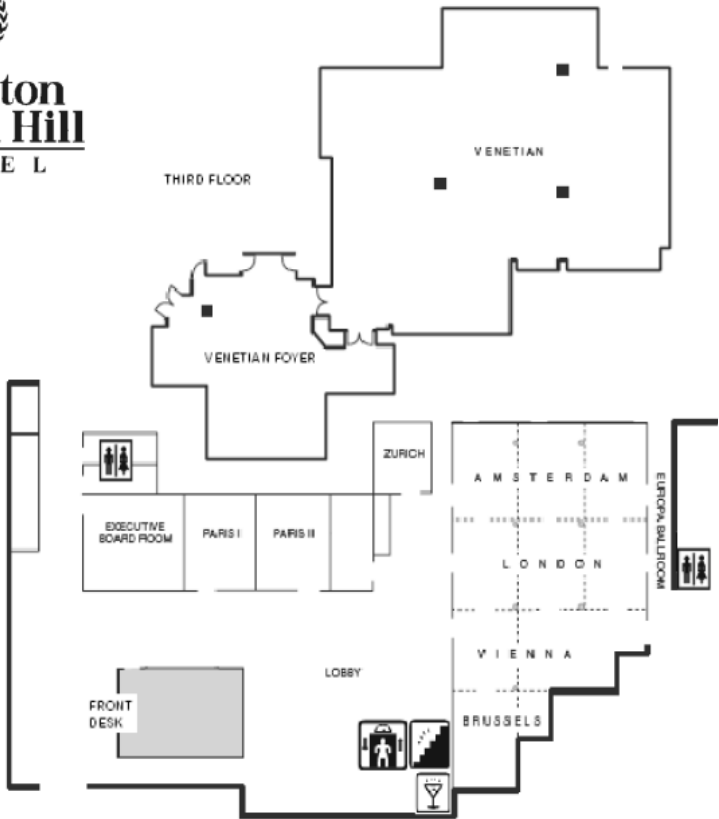 ton
Hill
E L
THIRD FLOOR
VENETIAN
VENETIAN FOYER
ZURICH
EXECUTIVE
BOARD ROOM
PARIS I
PARIS II
AMSTERDAM
LONDON
VIENNA
BRUSSELS
EUROPA BALLROOM
LOBBY
FRONT
DESK